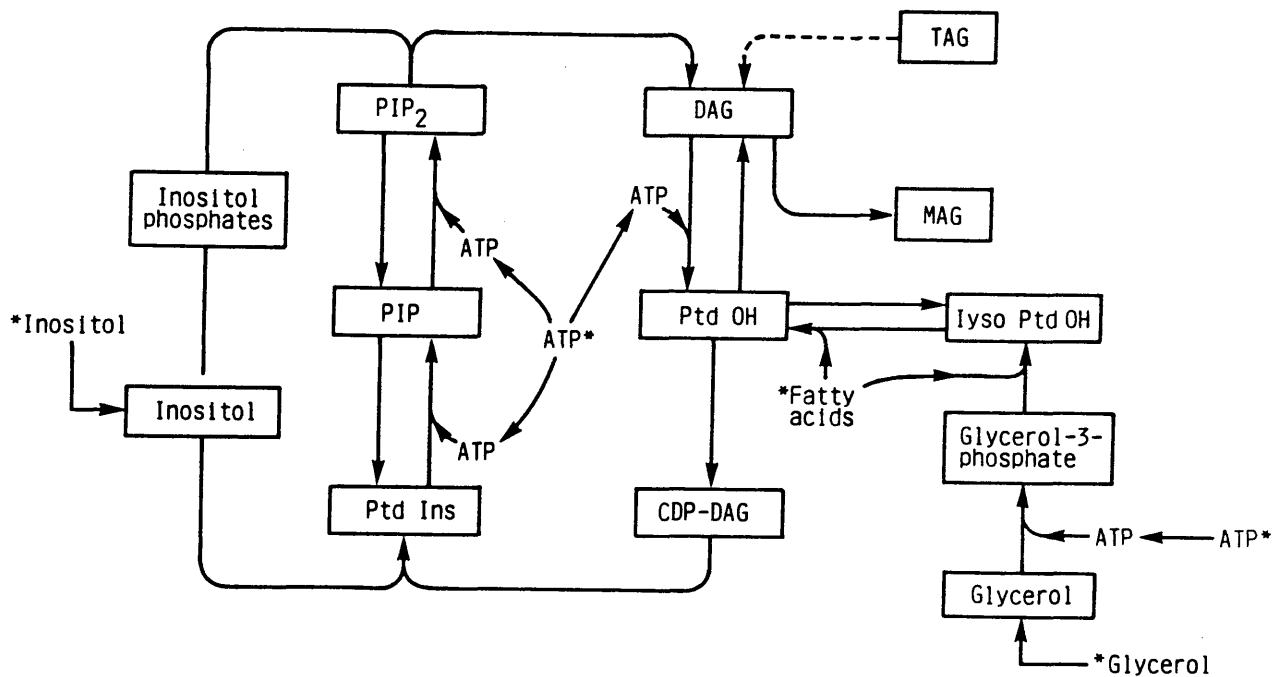 TAG
PIP2
DAG
Inositol
phosphates
ATP
MAG
ATP
PIP
ATP*
Ptd OH
lyso Ptd OH
*Inositol
*Fatty
acids
Inositol
ATP
Glycerol-3-
phosphate
Ptd Ins
CDP-DAG
ATP
ATP*
Glycerol
*Glycerol